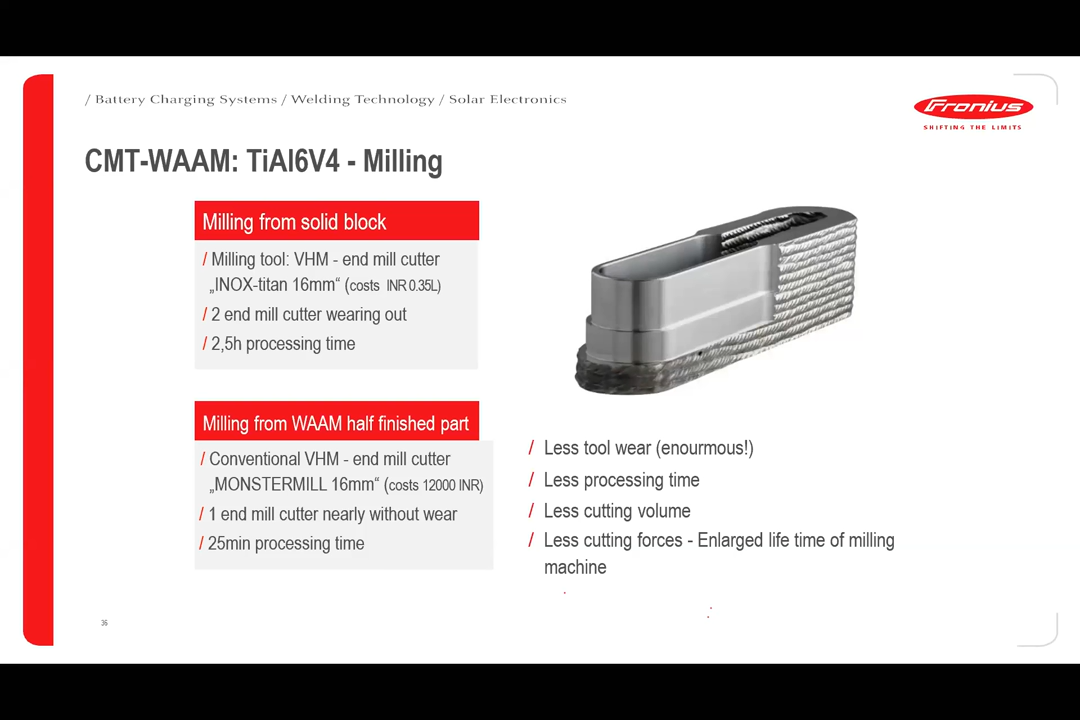 / Battery Charging Systems / Welding Technology / Solar Electronics
Fronius
SHIFTING THE LIMITS
CMT-WAAM: TiAl6V4 - Milling
Milling from solid block
/ Milling tool: VHM - end mill cutter
„INOX-titan 16mm“ (costs INR 0.35L)
/ 2 end mill cutter wearing out
/ 2,5h processing time
Milling from WAAM half finished part
/ Conventional VHM - end mill cutter
„MONSTERMILL 16mm“ (costs 12000 INR)
/ 1 end mill cutter nearly without wear
/ 25min processing time
/ Less tool wear (enourmous!)
/ Less processing time
/ Less cutting volume
/ Less cutting forces - Enlarged life time of milling
machine
36